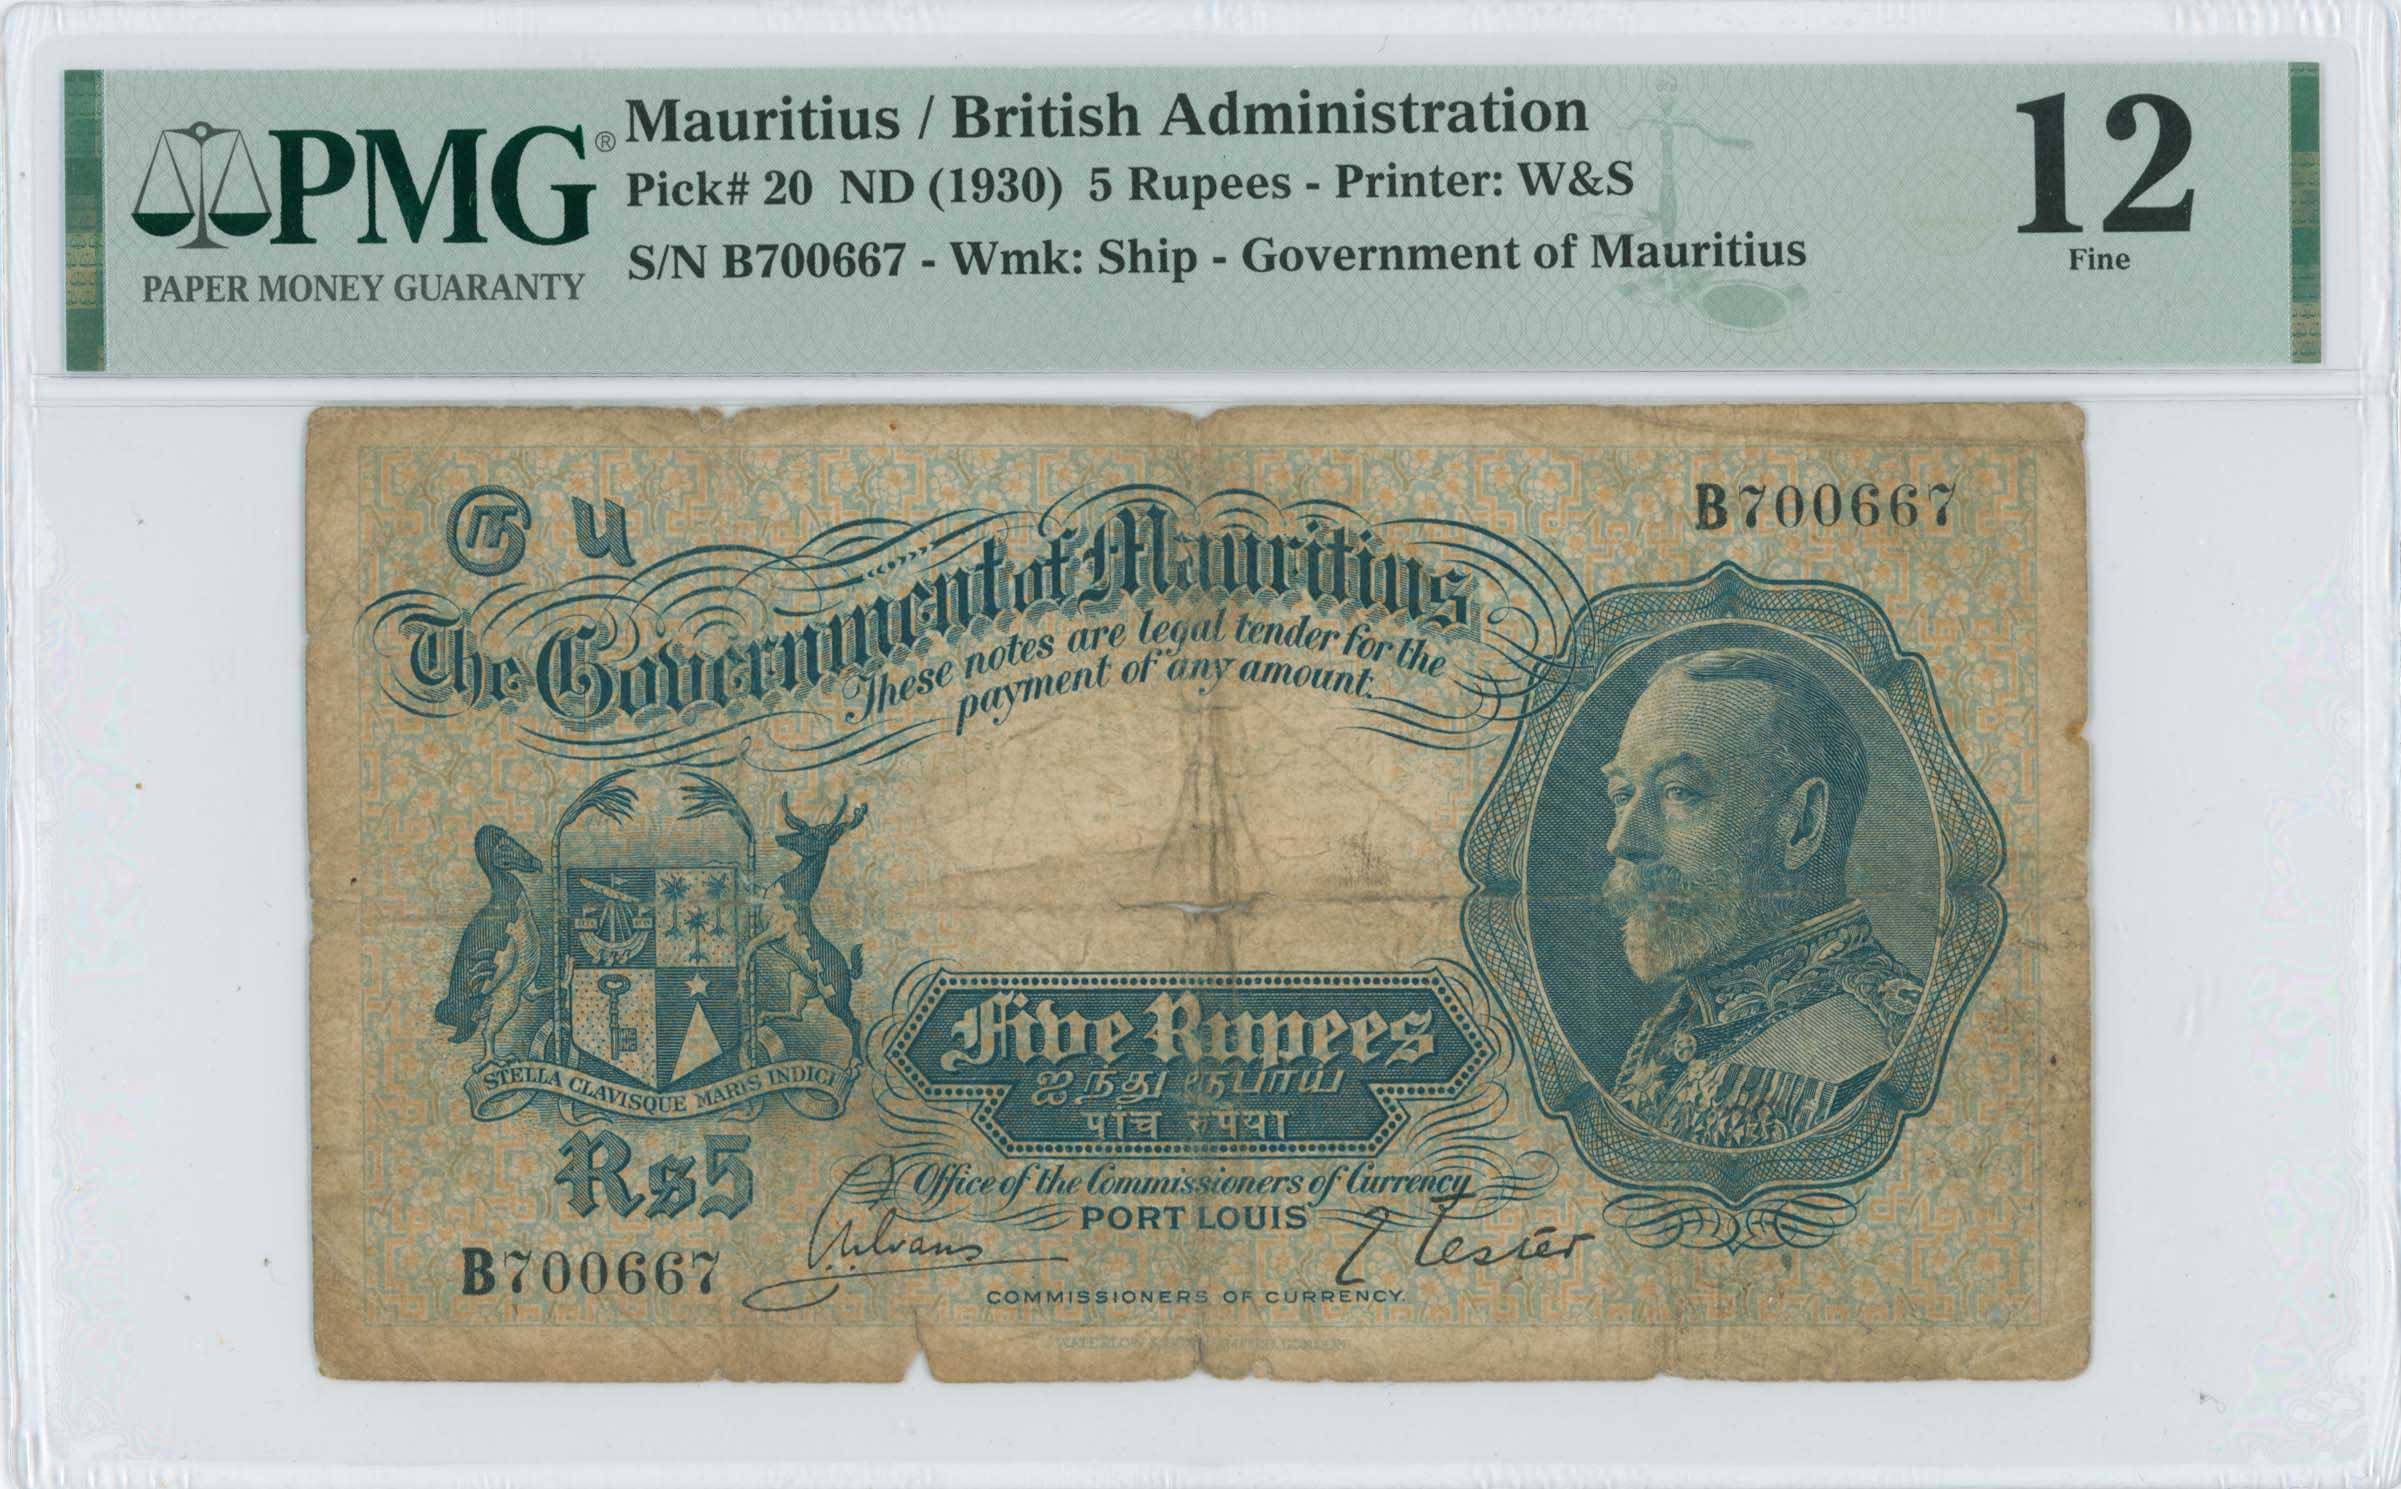 PMG®
PAPER MONEY GUARANTY
Mauritius / British Administration
Pick# 20 ND (1930) 5 Rupees - Printer: W&S
S/N B700667 - Wmk: Ship - Government of Mauritius
12
Fine
ரூ ५
B700667
The Government of Mauritius
These notes are legal tender for the
payment of any amount.
STELLA CLAVISQUE MARIS INDICI
Five Rupees
ஐந்து ரூபாய்
पांच रुपया
Rs5
Office of the Commissioners of Currency
PORT LOUIS
B700667
COMMISSIONERS OF CURRENCY.
WATERLOW LONDON